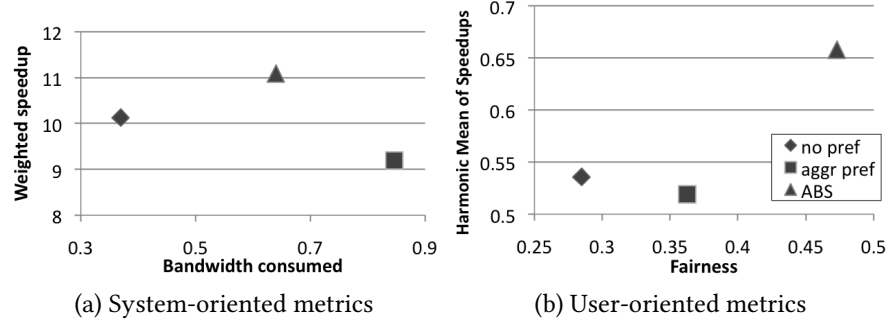 12
11
10
9
8
Weighted speedup
0.3 0.5 0.7 0.9
Bandwidth consumed
(a) System-oriented metrics
0.7
0.65
0.6
0.55
0.5
Harmonic Mean of Speedups
no pref
aggr pref
ABS
0.25 0.3 0.35 0.4 0.45 0.5
Fairness
(b) User-oriented metrics